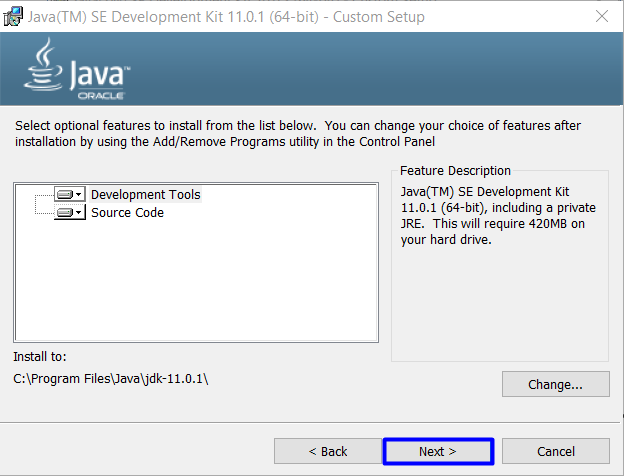 Java(TM) SE Development Kit 11.0.1 (64-bit) - Custom Setup
Java™
ORACLE
Select optional features to install from the list below.  You can change your choice of features after
installation by using the Add/Remove Programs utility in the Control Panel
Development Tools
Source Code
Feature Description
Java(TM) SE Development Kit
11.0.1 (64-bit), including a private
JRE.  This will require 420MB on
your hard drive.
Install to:
C:\Program Files\Java\jdk-11.0.1\
Change...
< Back
Next >
Cancel